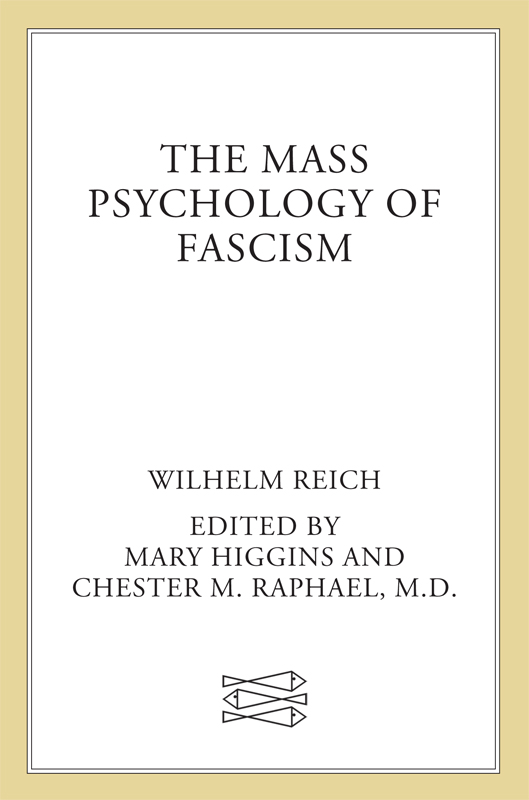 THE MASS
PSYCHOLOGY OF
FASCISM
WILHELM REICH
EDITED BY
MARY HIGGINS AND
CHESTER M. RAPHAEL, M.D.